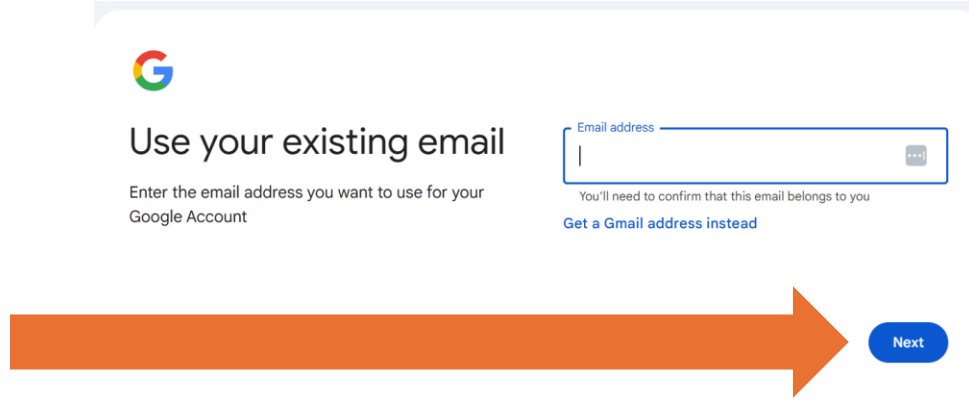 Use your existing email
Enter the email address you want to use for your
Google Account
Email address
You'll need to confirm that this email belongs to you
Get a Gmail address instead
Next